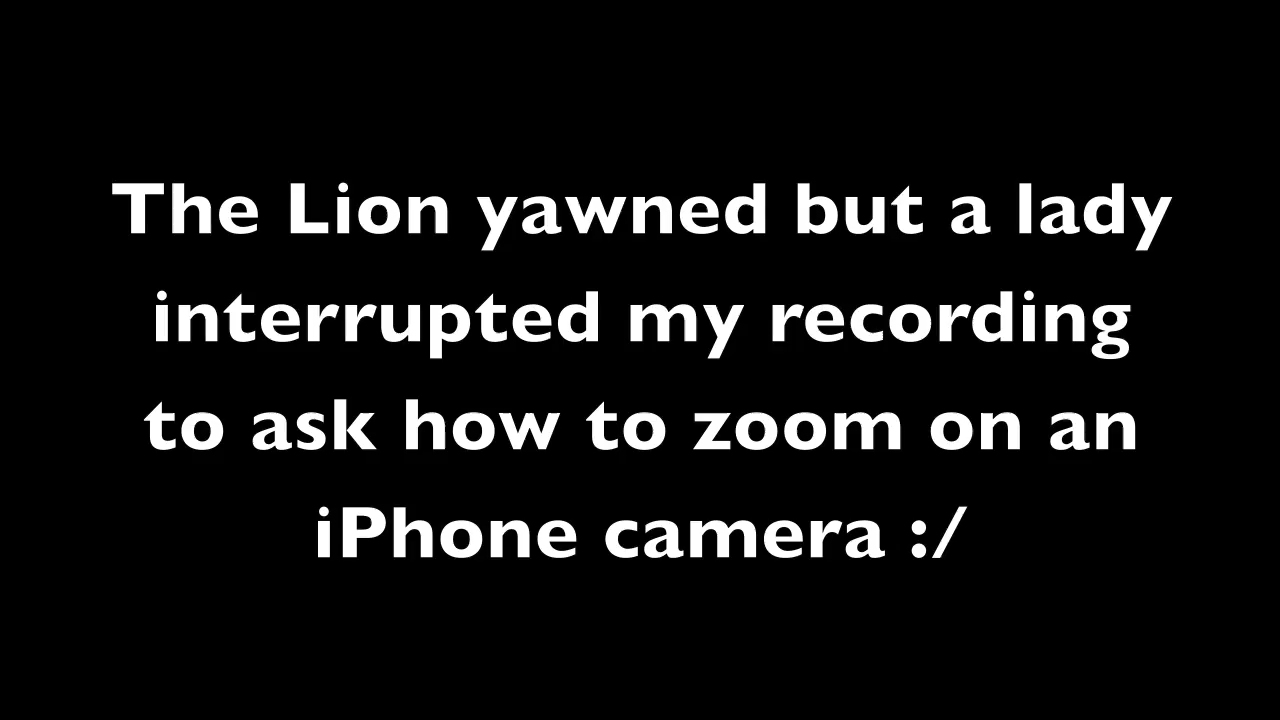 The Lion yawned but a lady
interrupted my recording
to ask how to zoom on an
iPhone camera :/